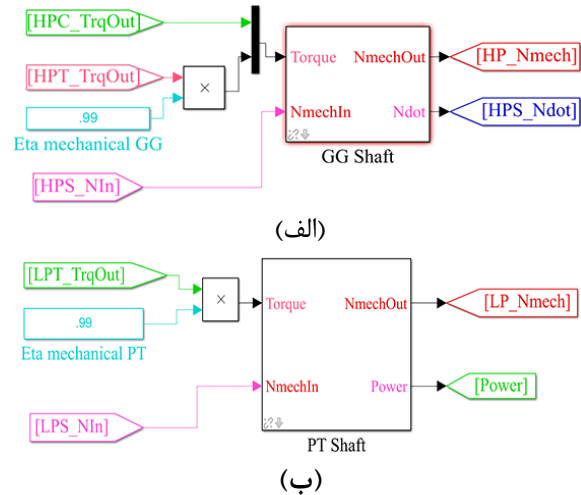 [HPC_TrqOut]
[HPT_TrqOut]
×
.99
Eta mechanical GG
[HPS_NIn]
Torque
NmechIn
NmechOut
Ndot
GG Shaft
[HP_Nmech]
[HPS_Ndot]
(الف)
[LPT_TrqOut]
×
.99
Eta mechanical PT
[LPS_NIn]
Torque
NmechIn
NmechOut
Power
PT Shaft
[LP_Nmech]
[Power]
(ب)